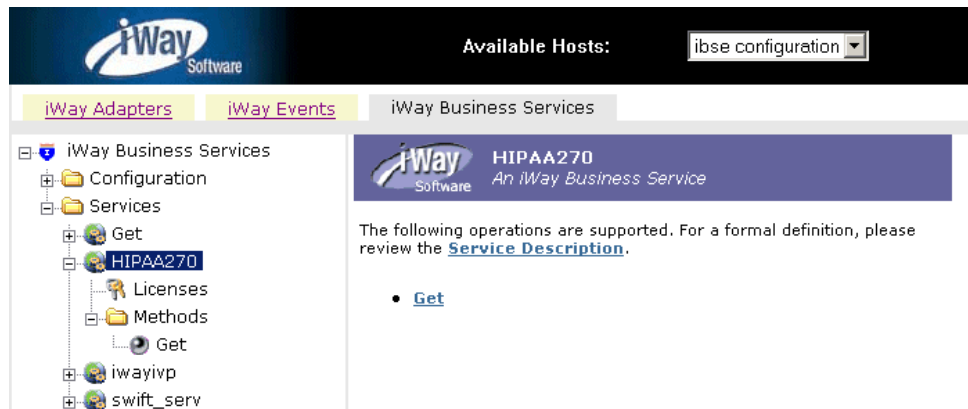 iWay
Software
Available Hosts:
ibse configuration
iWay Adapters
iWay Events
iWay Business Services
iWay Business Services
Configuration
Services
Get
HIPAA270
Licenses
Methods
Get
iwayivp
swift_serv
iWay
Software
HIPAA270
An iWay Business Service
The following operations are supported. For a formal definition, please
review the Service Description.
• Get